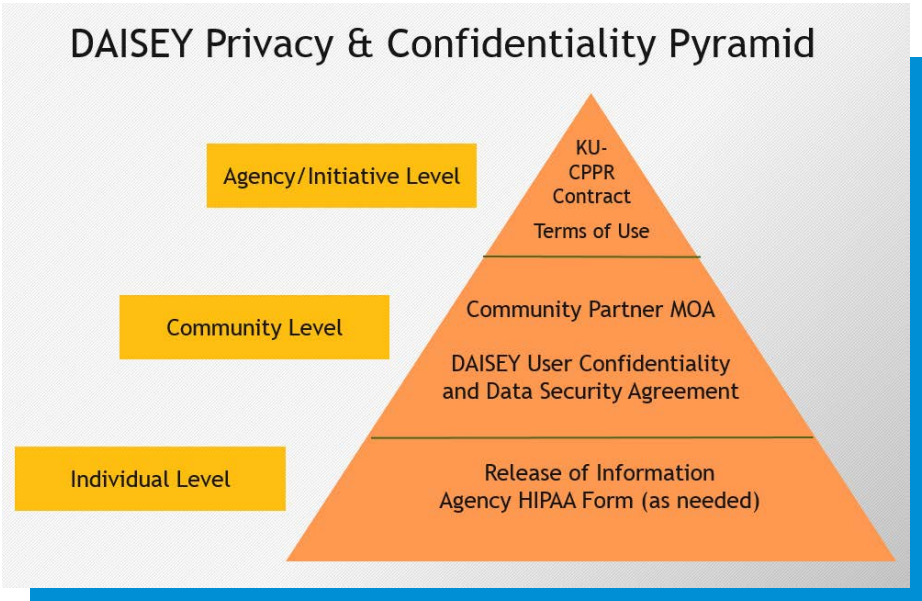 DAISEY Privacy & Confidentiality Pyramid
Agency/Initiative Level
KU-
CPPR
Contract
Terms of Use
Community Level
Community Partner MOA
DAISEY User Confidentiality
and Data Security Agreement
Individual Level
Release of Information
Agency HIPAA Form (as needed)